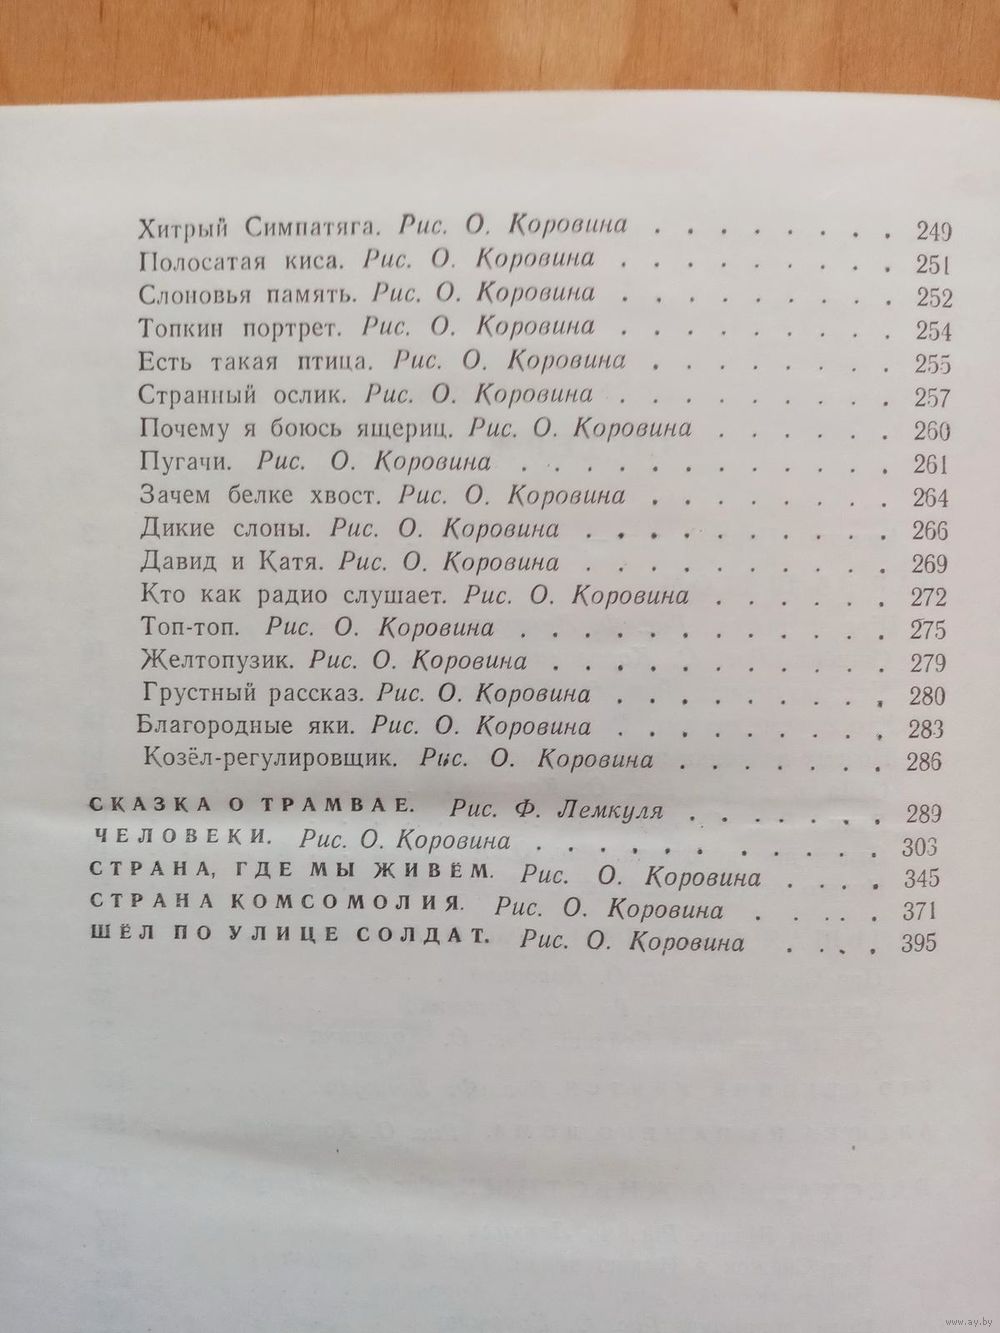 Хитрый Симпатяга. Рис. О. Коровина . . . . . . . . 249
Полосатая киса. Рис. О. Коровина . . . . . . . . . 251
Слоновья память. Рис. О. Коровина . . . . . . . . . 252
Топкин портрет. Рис. О. Коровина . . . . . . . . . 254
Есть такая птица. Рис. О. Коровина . . . . . . . . 255
Странный ослик. Рис. О. Коровина . . . . . . . . . 257
Почему я боюсь ящериц. Рис. О. Коровина . . . . . . 260
Пугачи. Рис. О. Коровина . . . . . . . . . . . . 261
Зачем белке хвост. Рис. О. Коровина . . . . . . . . 264
Дикие слоны. Рис. О. Коровина . . . . . . . . . . 266
Давид и Катя. Рис. О. Коровина . . . . . . . . . . 269
Кто как радио слушает. Рис. О. Коровина . . . . . . 272
Топ-топ. Рис. О. Коровина . . . . . . . . . . . . 275
Желтопузик. Рис. О. Коровина . . . . . . . . . . . 279
Грустный рассказ. Рис. О. Коровина . . . . . . . . . 280
Благородные яки. Рис. О. Коровина . . . . . . . . . 283
Козёл-регулировщик. Рис. О. Коровина . . . . . . . 286
СКАЗКА О ТРАМВАЕ. Рис. Ф. Лемкуля . . . . . . . 289
ЧЕЛОВЕКИ. Рис. О. Коровина . . . . . . . . . . . 303
СТРАНА, ГДЕ МЫ ЖИВЁМ. Рис. О. Коровина . . . . 345
СТРАНА КОМСОМОЛИЯ. Рис. О. Коровина . . . . . 371
ШЁЛ ПО УЛИЦЕ СОЛДАТ. Рис. О. Коровина . . . . 395
www.ay.by